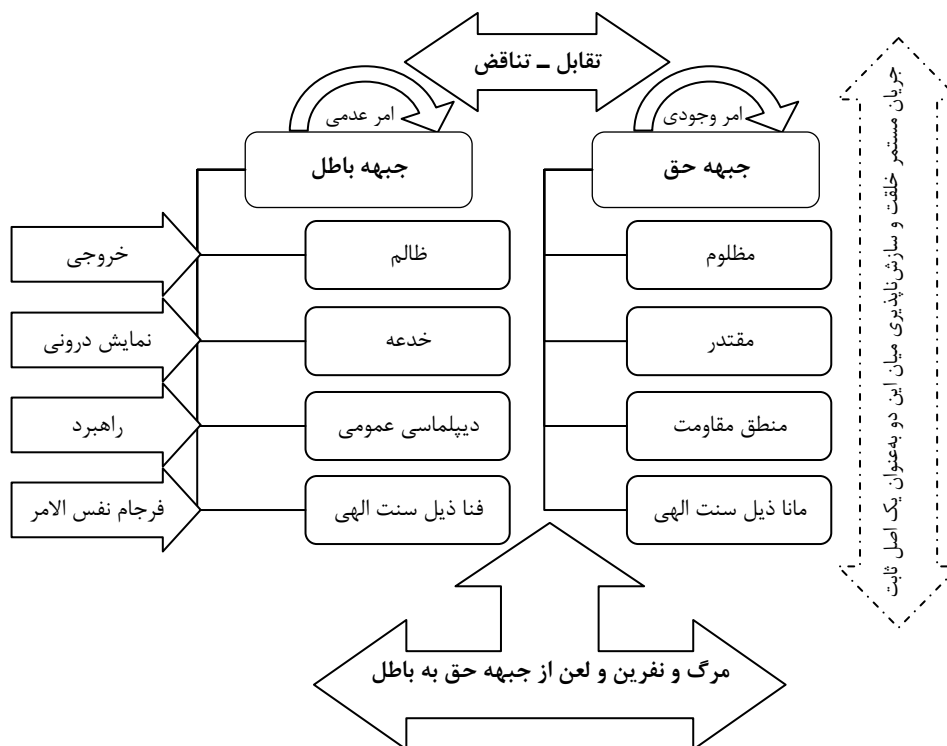 تقابل ـ تناقض
امر وجودی
امر عدمی
جبهه حق
جبهه باطل
مظلوم
ظالم
خروجی
مقتدر
خدعه
نمایش درونی
منطق مقاومت
دیپلماسی عمومی
راهبرد
مانا ذیل سنت الهی
فنا ذیل سنت الهی
فرجام نفس الامر
مرگ و نفرین و لعن از جبهه حق به باطل
جریان مستمر خلقت و سازش‌ناپذیری میان این دو به‌عنوان یک اصل ثابت